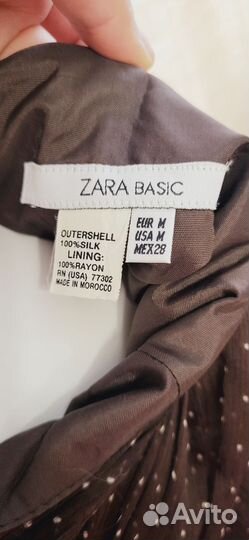 ZARA BASIC
OUTERSHELL
100%SILK
LINING:
100%RAYON
RN (USA) 77302
MADE IN MOROCCO
EUR M
USA M
MEX28
Avito